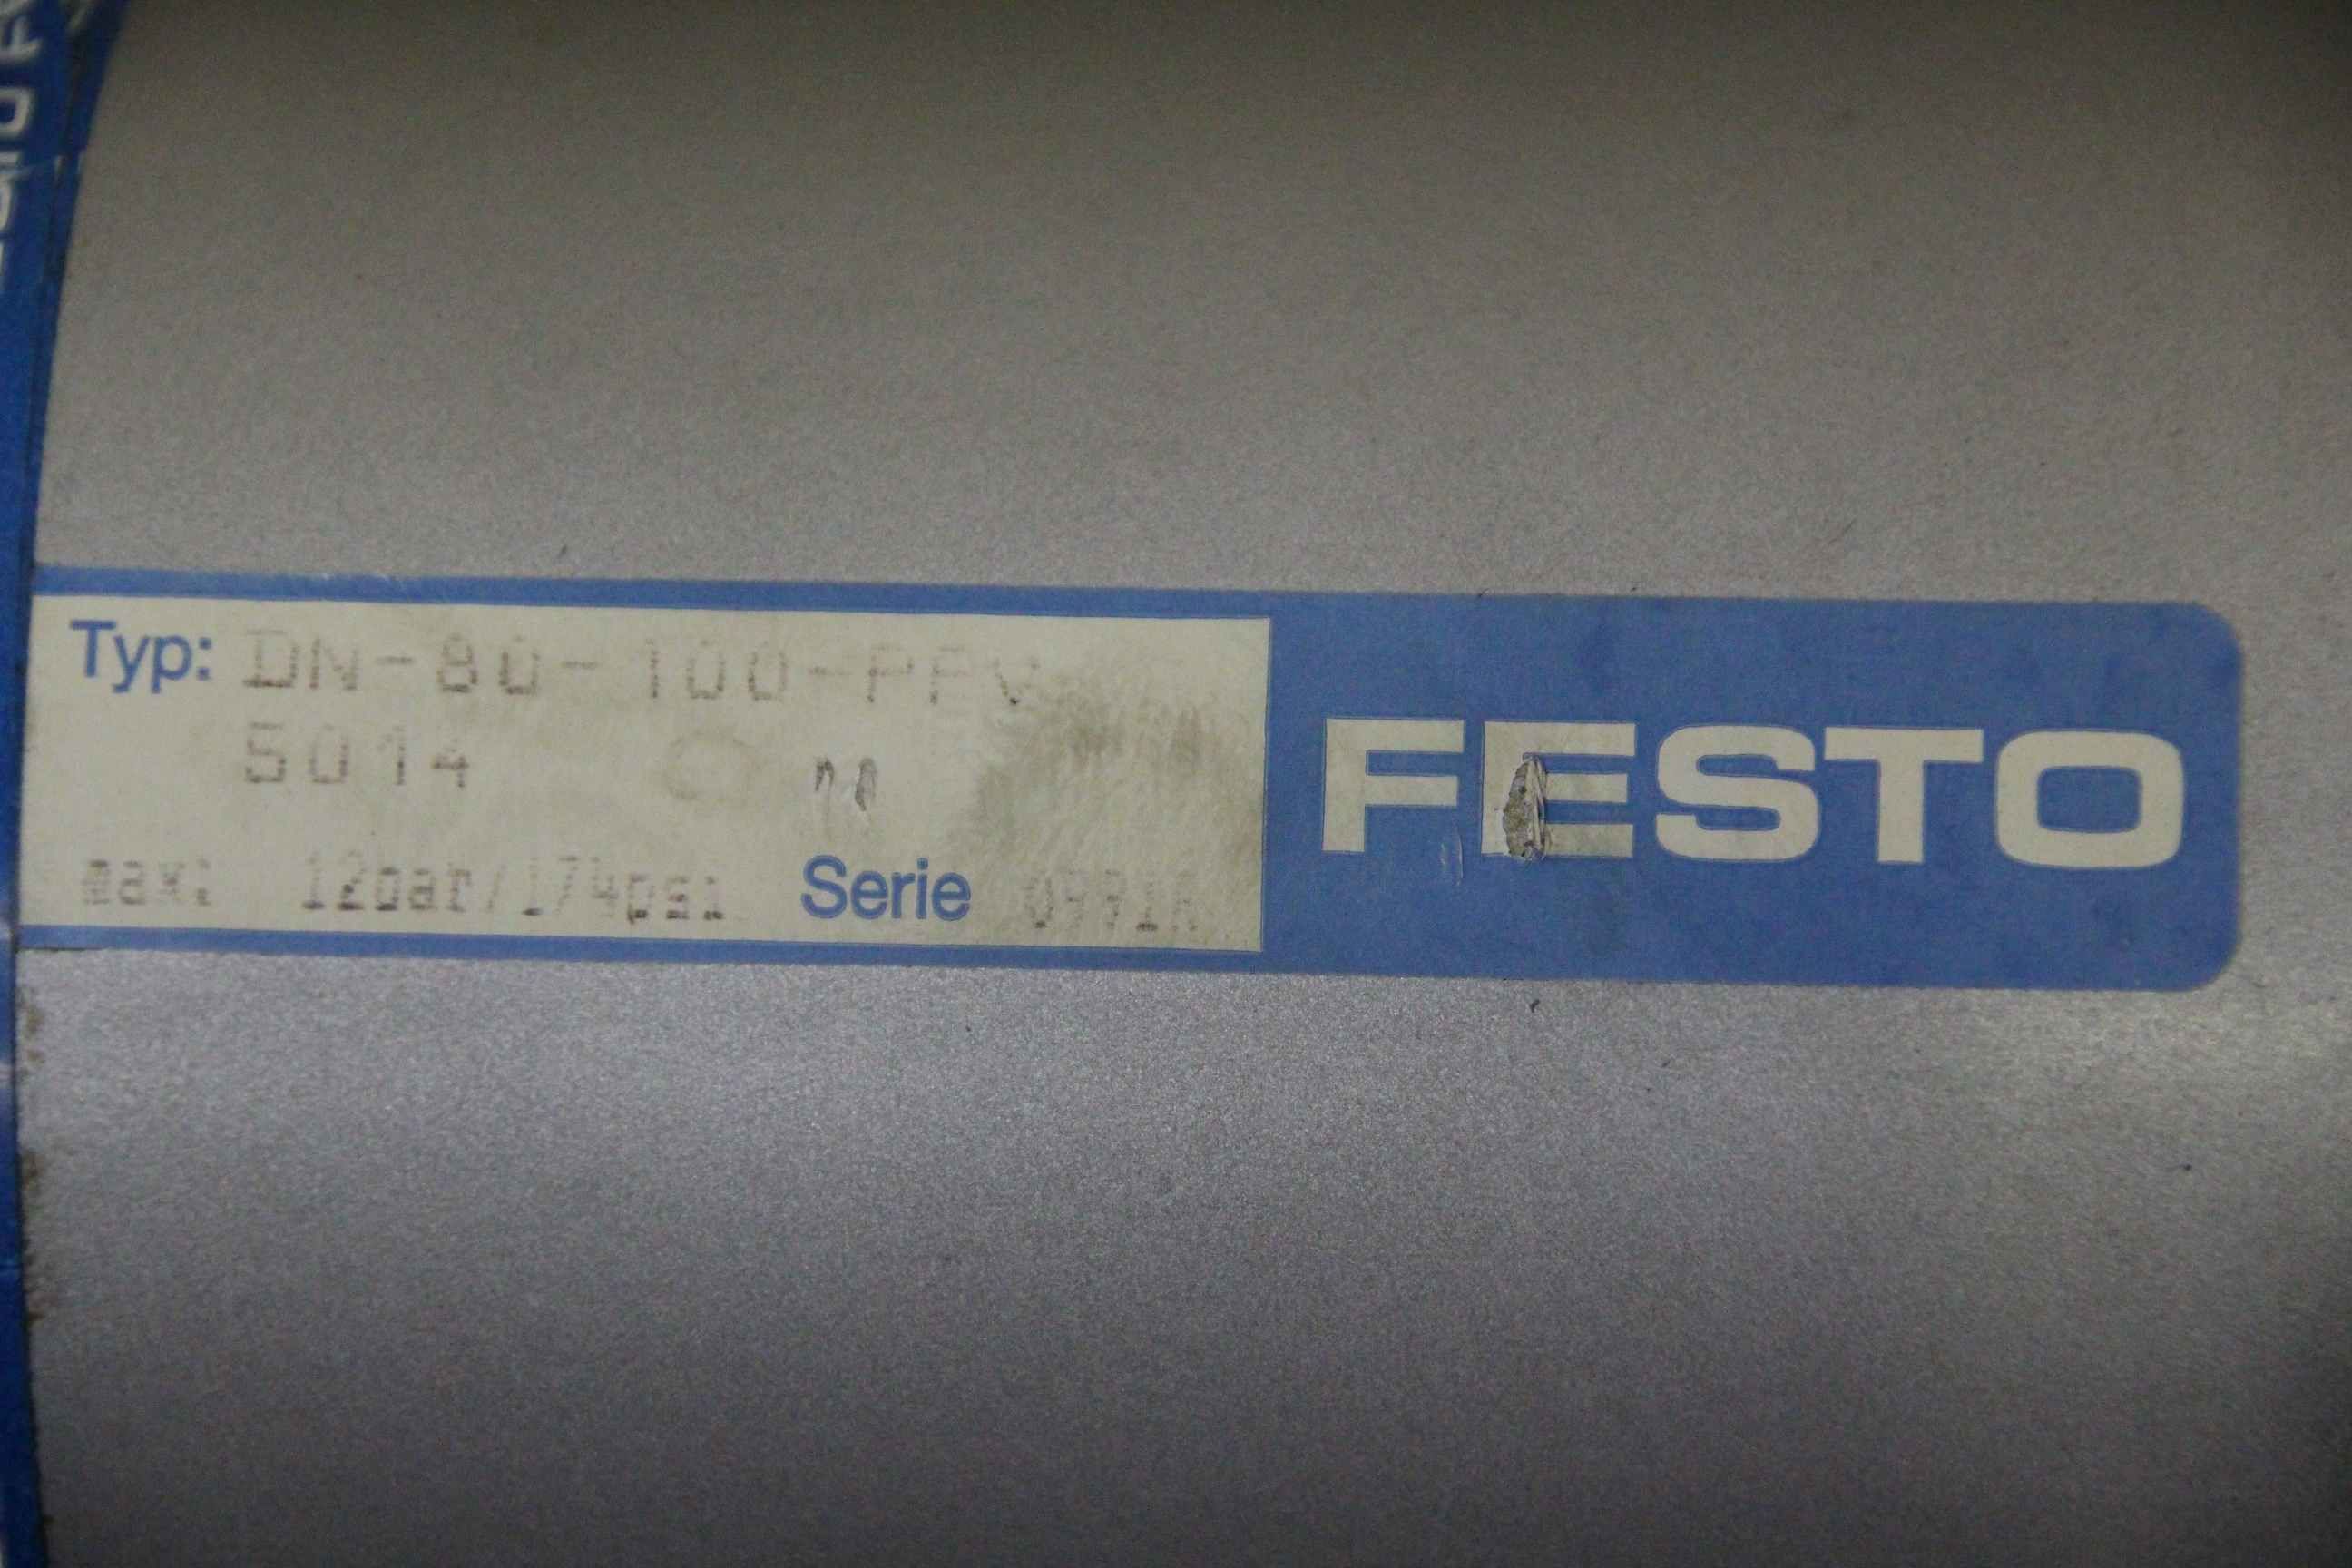 Typ: DN-80-100-PPV
5014
max: 12bar/174psi Serie
FESTO